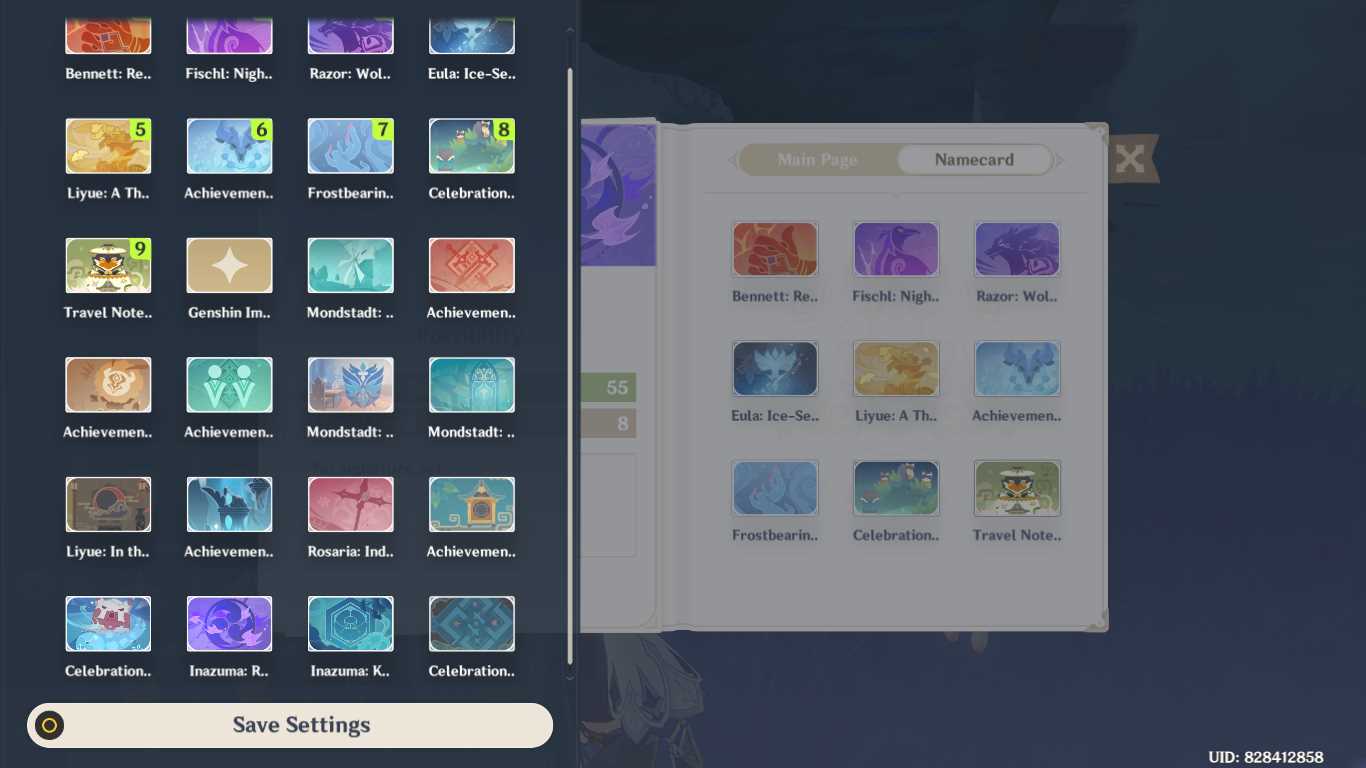 Bennett: Re..
Fischl: Nigh..
Razor: Wol..
Eula: Ice-Se..
5
6
7
8
Liyue: A Th..
Achievemen..
Frostbearin..
Celebration..
9
Travel Note..
Genshin Im..
Mondstadt: ..
Achievemen..
Achievemen..
Achievemen..
Mondstadt: ..
Mondstadt: ..
Liyue: In th..
Achievemen..
Rosaria: Ind..
Achievemen..
Celebration..
Inazuma: R..
Inazuma: K..
Celebration..
Save Settings
55
8
Main Page
Namecard
Bennett: Re..
Fischl: Nigh..
Razor: Wol..
Eula: Ice-Se..
Liyue: A Th..
Achievemen..
Frostbearin..
Celebration..
Travel Note..
UID: 828412858